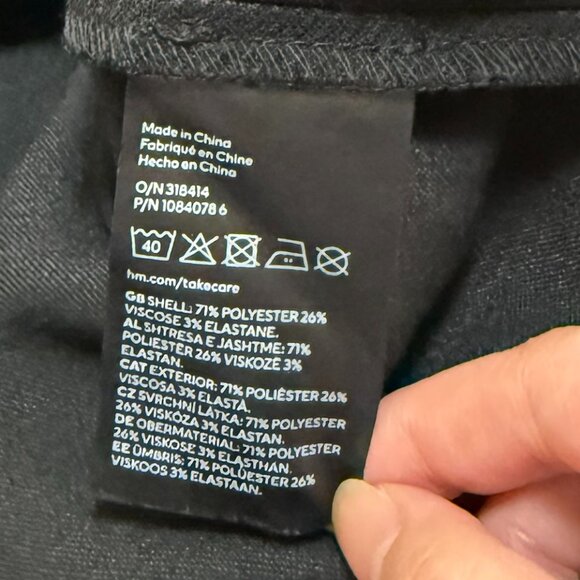 Made in China
Fabriqué en Chine
Hecho en China
O/N 318414
P/N 10840786
40
hm.com/takecare
GB SHELL: 71% POLYESTER 26%
VISCOSE 3% ELASTANE.
AL SHTRESA E JASHTME: 71%
POLIESTER 26% VISKOZE 3%
ELASTAN.
CAT EXTERIOR: 71% POLIÈSTER 26%
VISCOSA 3% ELASTÀ.
CZ SVRCHNÍ LÁTKA: 71% POLYESTER
26% VISKÓZA 3% ELASTAN.
DE OBERMATERIAL: 71% POLYESTER
26% VISKOSE 3% ELASTHAN.
EE ÜMBRIS: 71% POLÜESTER 26%
VISKOOS 3% ELASTAAN.